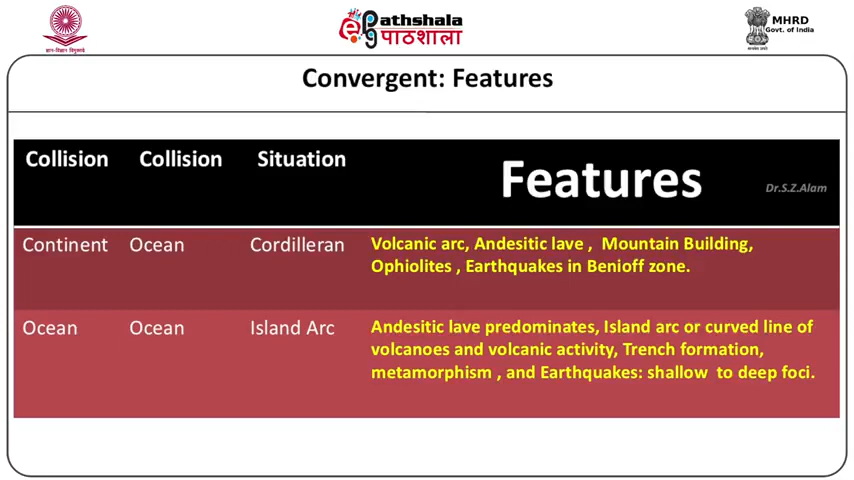 ज्ञान-विज्ञान विमुक्तये
ePathshala
पाठशाला
MHRD
Govt. of India
Convergent: Features
Collision Collision Situation Features Dr.S.Z.Alam
Continent Ocean Cordilleran Volcanic arc, Andesitic lave , Mountain Building,
Ophiolites , Earthquakes in Benioff zone.
Ocean Ocean Island Arc Andesitic lave predominates, Island arc or curved line of
volcanoes and volcanic activity, Trench formation,
metamorphism , and Earthquakes: shallow to deep foci.